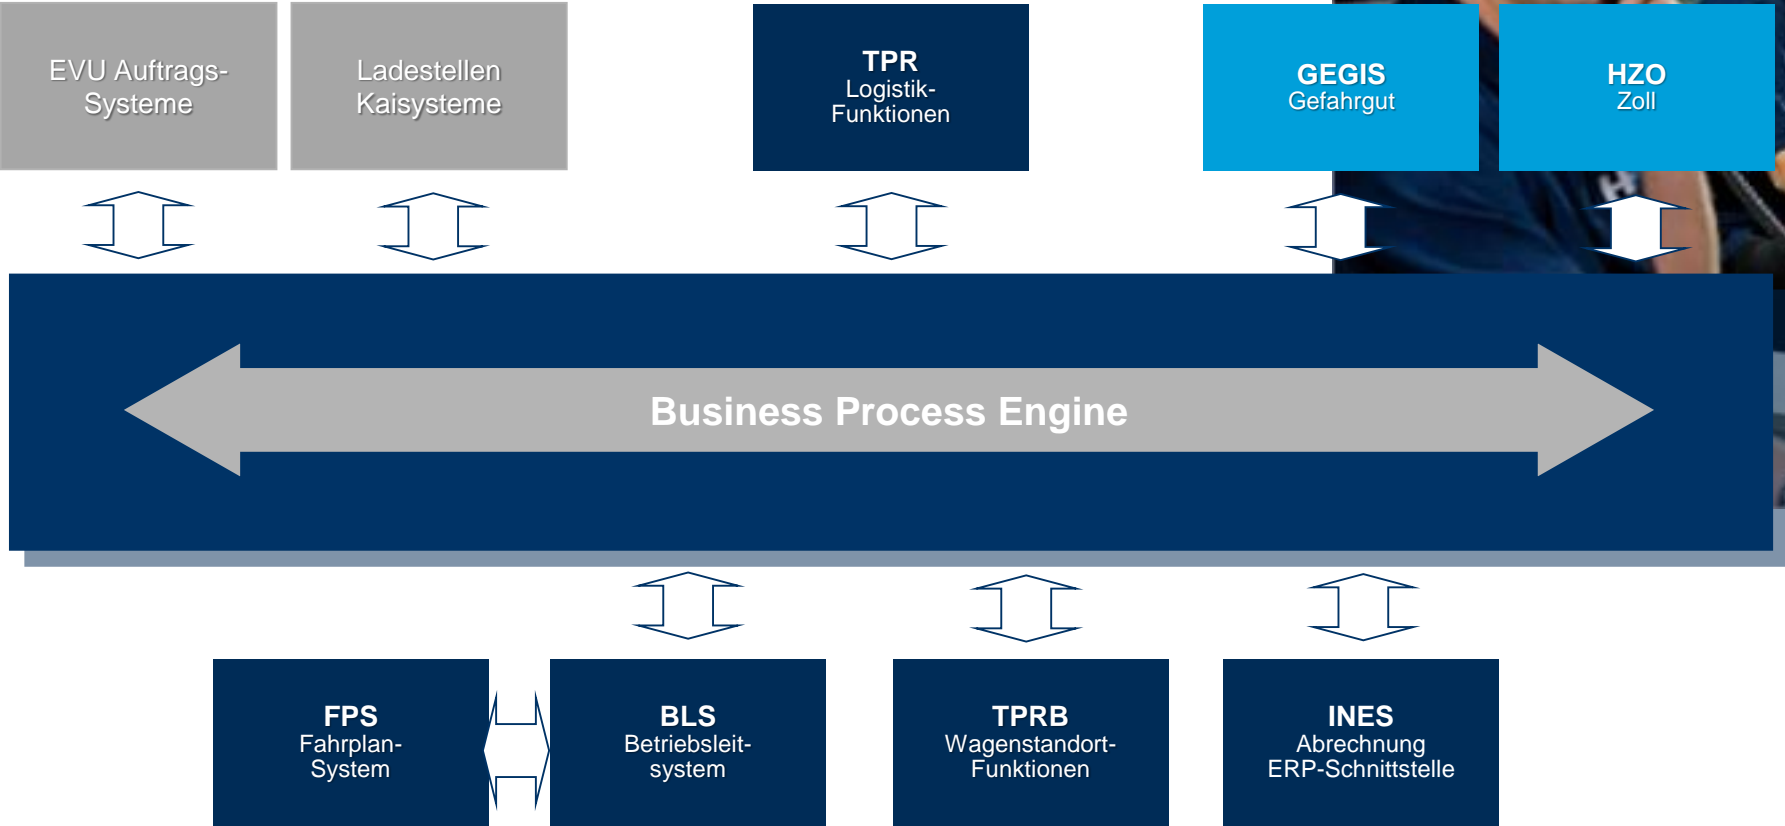 EVU Auftrags-
Systeme
Ladestellen
Kaisysteme
TPR
Logistik-
Funktionen
GEGIS
Gefahrgut
HZO
Zoll
H
Business Process Engine
FPS
Fahrplan-
System
BLS
Betriebsleit-
system
TPRB
Wagenstandort-
Funktionen
INES
Abrechnung
ERP-Schnittstelle